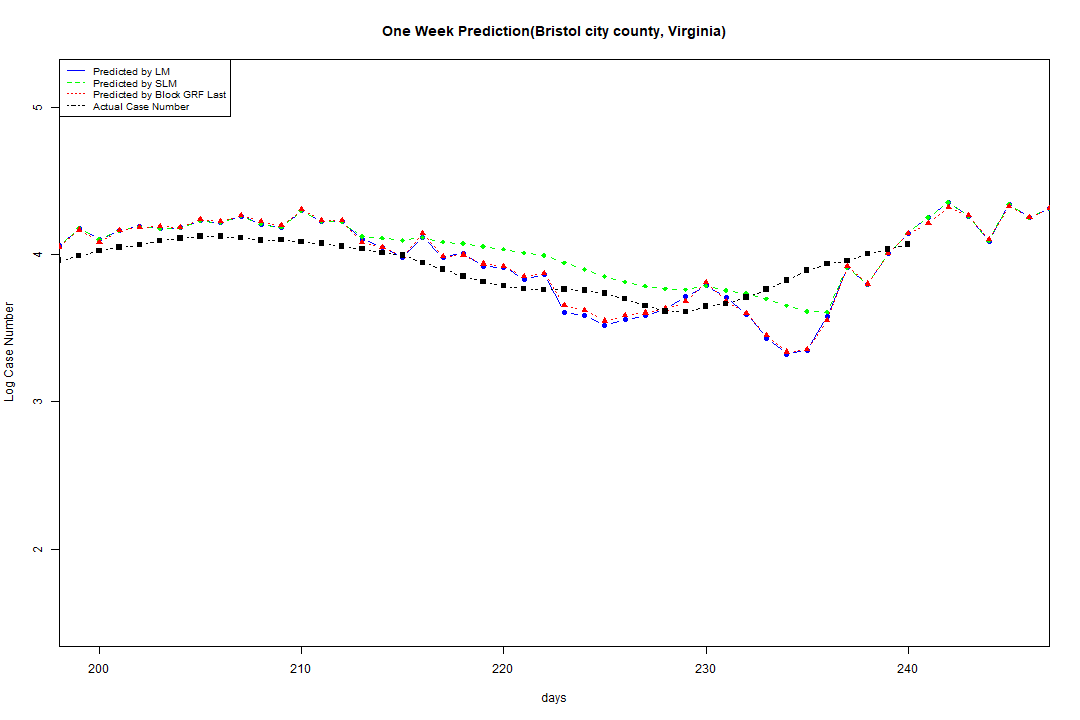 One Week Prediction(Bristol city county, Virginia)
Predicted by LM
Predicted by SLM
Predicted by Block GRF Last
Actual Case Number
5
4
3
2
Log Case Number
200 210 220 230 240
days